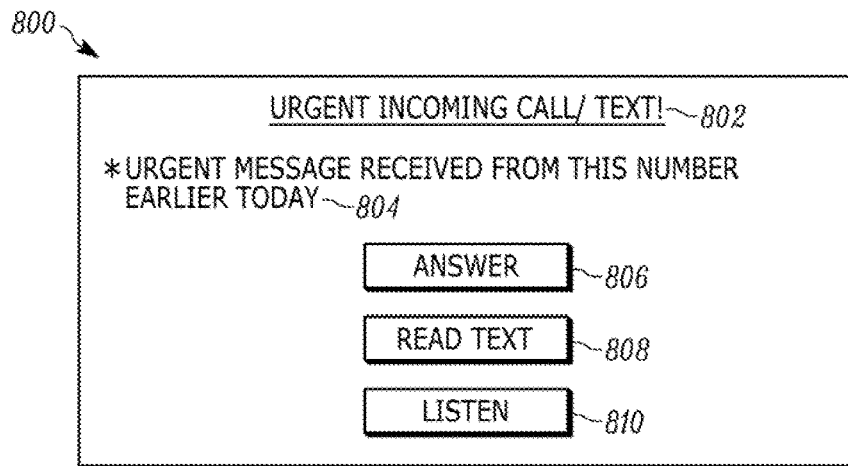 800
URGENT INCOMING CALL/ TEXT! 802
*URGENT MESSAGE RECEIVED FROM THIS NUMBER
EARLIER TODAY 804
ANSWER 806
READ TEXT 808
LISTEN 810